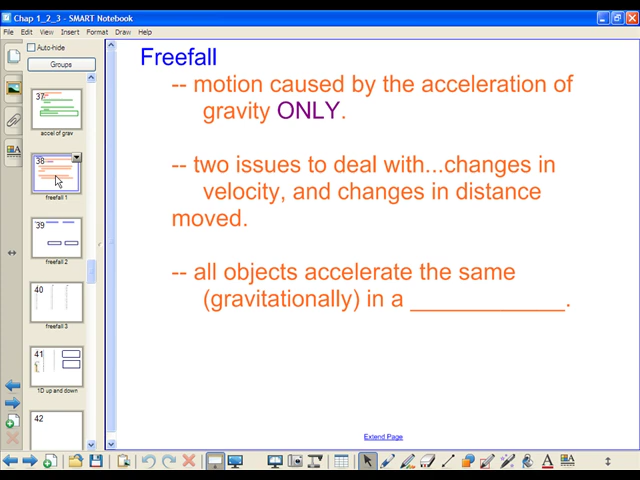 Chap 1_2_3 - SMART Notebook
File Edit View Insert Format Draw Help
Auto-hide
Groups
37
accel of grav
38
freefall 1
39
freefall 2
40
freefall 3
41
1D up and down
42
Freefall
-- motion caused by the acceleration of
gravity ONLY.
-- two issues to deal with...changes in
velocity, and changes in distance
moved.
-- all objects accelerate the same
(gravitationally) in a ____________.
Extend Page